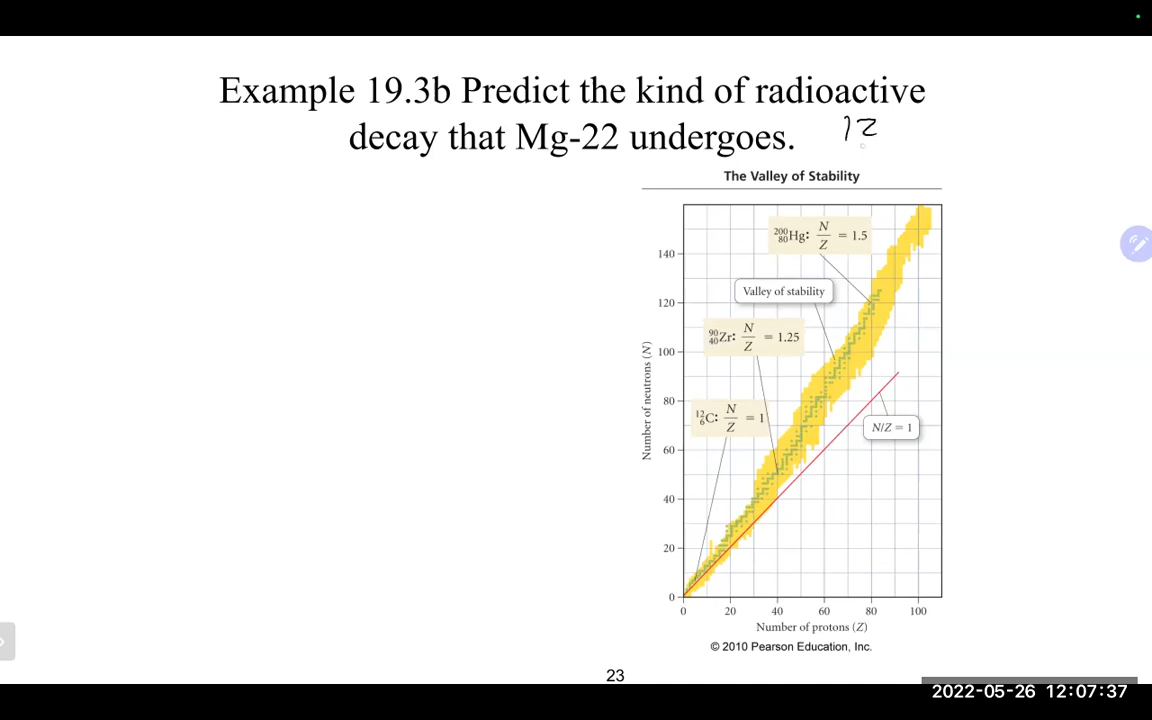 Example 19.3b Predict the kind of radioactive
decay that Mg-22 undergoes.
12
The Valley of Stability
200
80Hg: N/Z = 1.5
Valley of stability
90
40Zr: N/Z = 1.25
12
6C: N/Z = 1
N/Z = 1
Number of neutrons (N)
140
120
100
80
60
40
20
0
0 20 40 60 80 100
Number of protons (Z)
© 2010 Pearson Education, Inc.
23
2022-05-26 12:07:37